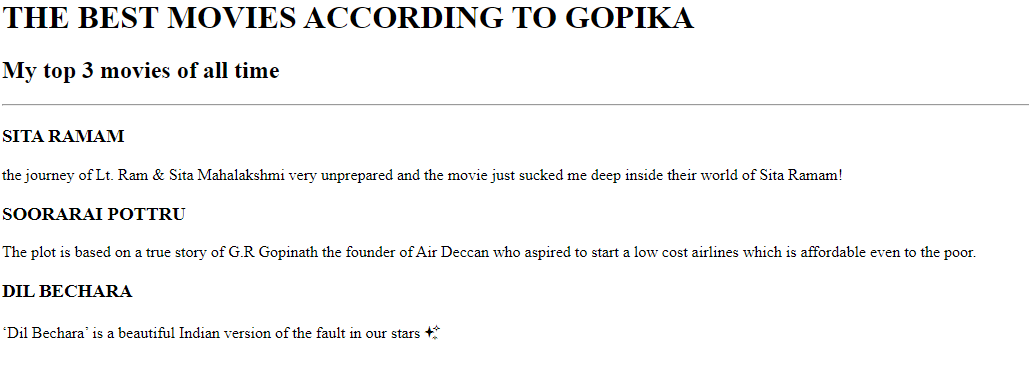 THE BEST MOVIES ACCORDING TO GOPIKA
My top 3 movies of all time
SITA RAMAM
the journey of Lt. Ram & Sita Mahalakshmi very unprepared and the movie just sucked me deep inside their world of Sita Ramam!
SOORARAI POTTRU
The plot is based on a true story of G.R Gopinath the founder of Air Deccan who aspired to start a low cost airlines which is affordable even to the poor.
DIL BECHARA
‘Dil Bechara’ is a beautiful Indian version of the fault in our stars ✨